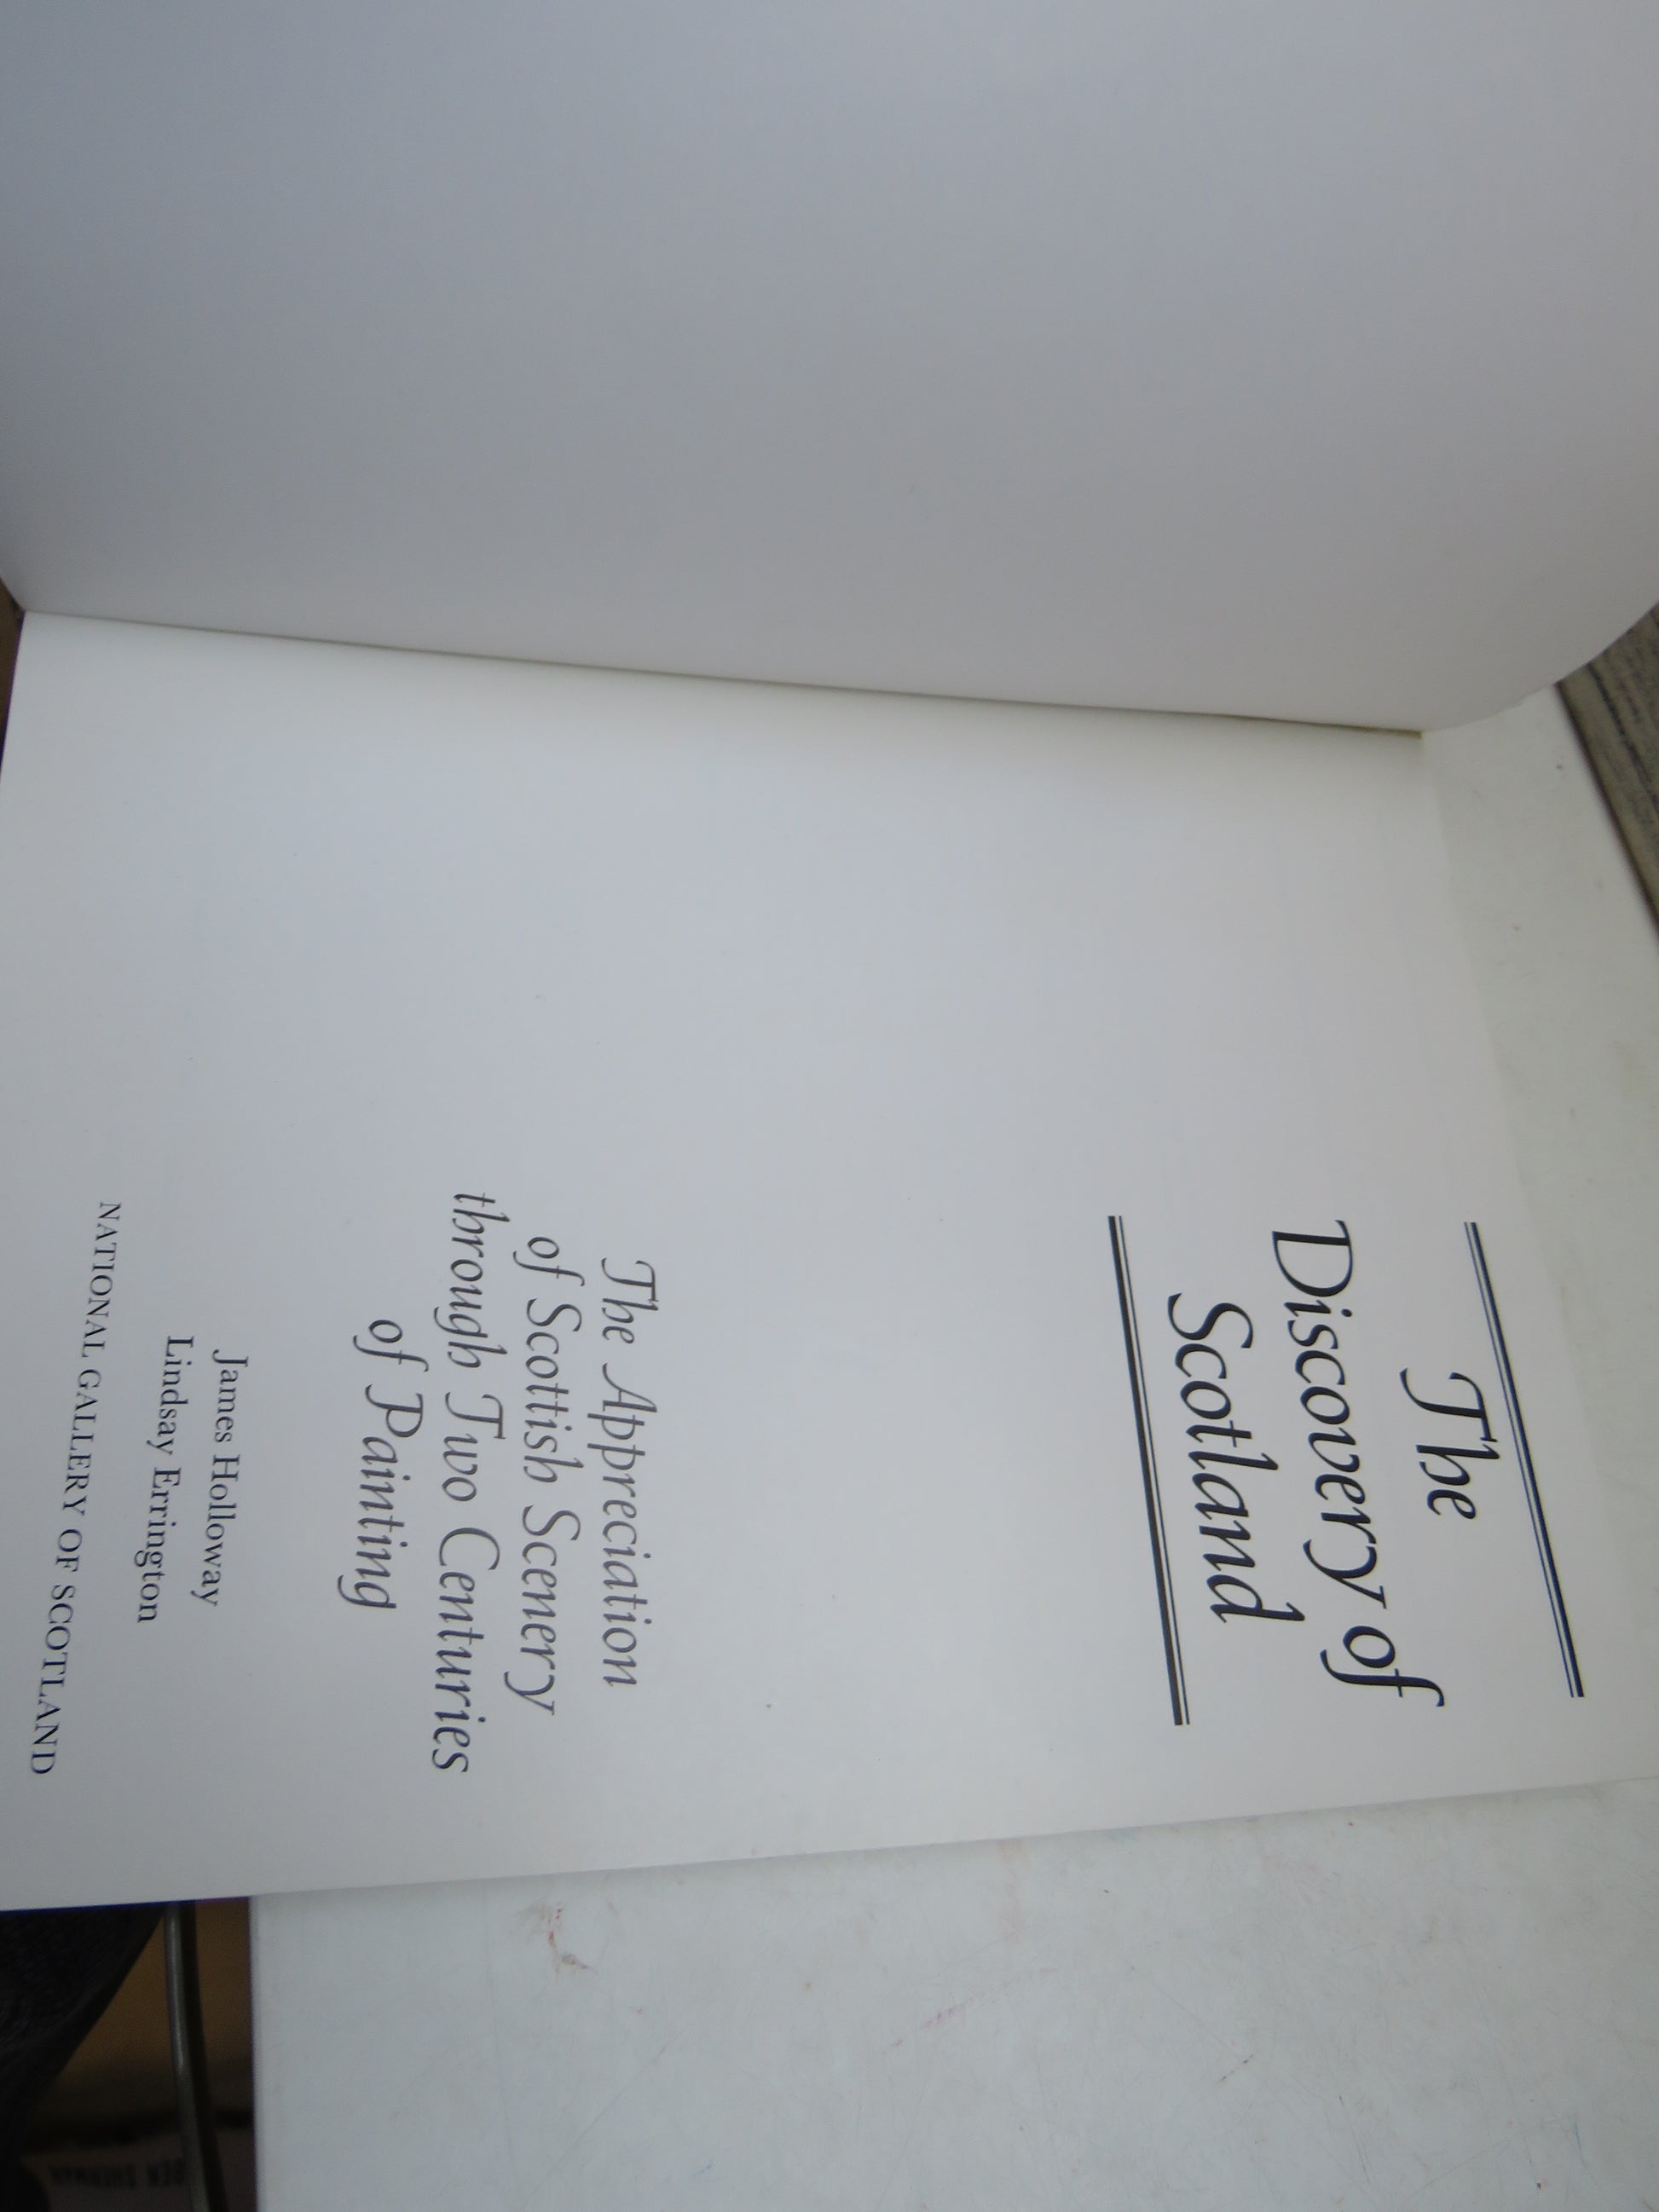 The
Discovery of
Scotland
The Appreciation
of Scottish Scenery
through Two Centuries
of Painting
James Holloway
Lindsay Errington
NATIONAL GALLERY OF SCOTLAND